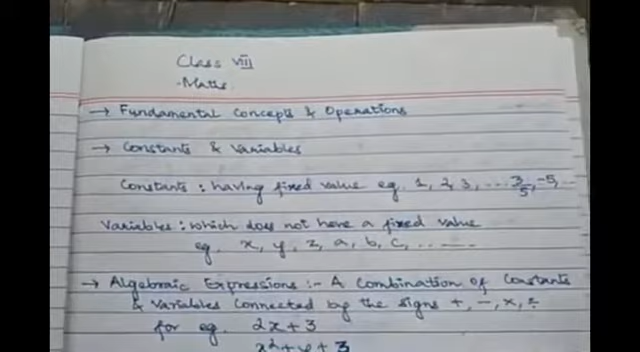 Class VIII
Maths
→ Fundamental Concepts & Operations
→ Constants & Variables
Constants : having fixed value eg. 1, 2, 3, ... 3/5, -5, ..
Variables : which does not have a fixed value
eg. x, y, z, a, b, c, ......
→ Algebraic Expressions :- A Combination of Constants
& Variables Connected by the signs +, -, ×, ÷
for eg. 2x + 3
x² + y + 3